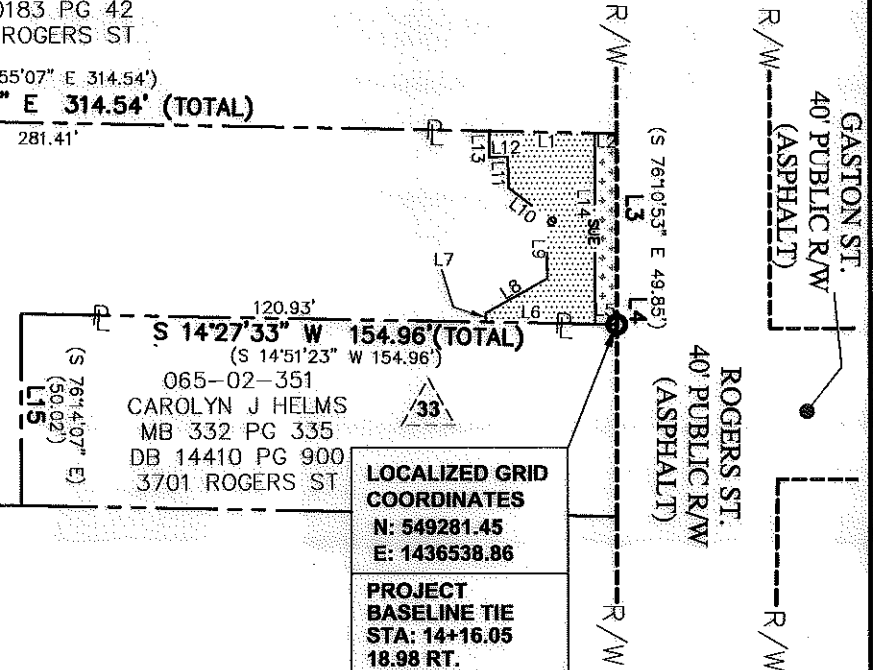 0183 PG 42
ROGERS ST
55'07" E 314.54')
" E 314.54' (TOTAL)
281.41'
PL
L13
L12
L11
L10
L1
L2
L14
SUE
L9
L8
L7
L6
L3
(S 76°10'53" E 49.85')
L4
R/W
R/W
GASTON ST.
40' PUBLIC R/W
(ASPHALT)
120.93'
PL
PL
S 14°27'33" W 154.96'(TOTAL)
(S 14°51'23" W 154.96')
065-02-351
CAROLYN J HELMS
MB 332 PG 335
DB 14410 PG 900
3701 ROGERS ST
33
(S 76°14'07" E)
(50.02')
L15
ROGERS ST.
40' PUBLIC R/W
(ASPHALT)
LOCALIZED GRID
COORDINATES
N: 549281.45
E: 1436538.86
PROJECT
BASELINE TIE
STA: 14+16.05
18.98 RT.
R/W
R/W